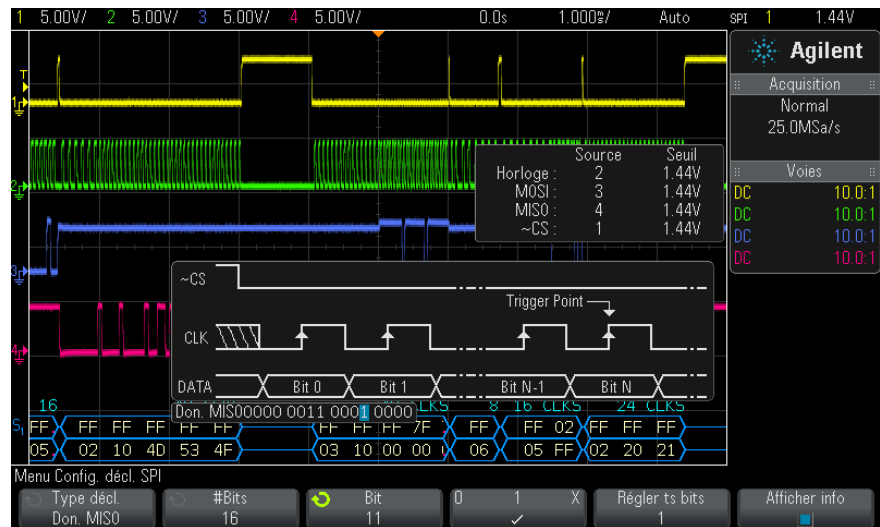 1 5.00V/ 2 5.00V/ 3 5.00V/ 4 5.00V/ 0.0s 1.000ms/ Auto SPI 1 1.44V
Agilent
Acquisition
Normal
25.0MSa/s
Voies
DC 10.0:1
DC 10.0:1
DC 10.0:1
DC 10.0:1
T
1
2
3
4
Source Seuil
Horloge : 2 1.44V
MOSI : 3 1.44V
MISO : 4 1.44V
~CS : 1 1.44V
~CS
Trigger Point
CLK
DATA Bit 0 Bit 1 Bit N-1 Bit N
16 CLKS 8 16 CLKS 24 CLKS
Don. MISO0000 0011 0001 0000
S1 FF FF FF FF FF FF FF FF FF 7F FF FF 02 FF FF FF
05 02 10 4D 53 4F 03 10 00 00 06 05 FF 02 20 21
Menu Config. décl. SPI
Type décl. #Bits Bit 0 1 X Régler ts bits Afficher info
Don. MISO 16 11 ✓ 1